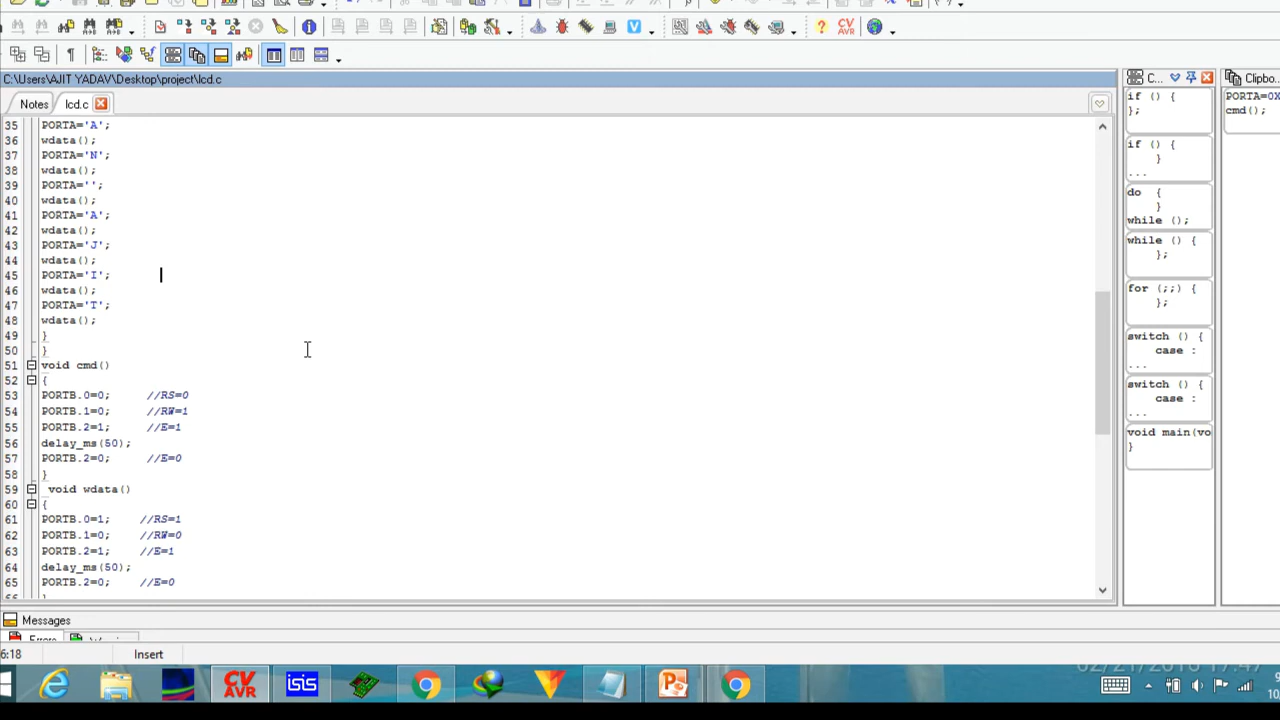 C:\Users\AJIT YADAV\Desktop\project\lcd.c
Notes
lcd.c
35 PORTA='A';
36 wdata();
37 PORTA='N';
38 wdata();
39 PORTA='';
40 wdata();
41 PORTA='A';
42 wdata();
43 PORTA='J';
44 wdata();
45 PORTA='I';
46 wdata();
47 PORTA='T';
48 wdata();
49 }
50 }
51 void cmd()
52 {
53 PORTB.0=0; //RS=0
54 PORTB.1=0; //RW=1
55 PORTB.2=1; //E=1
56 delay_ms(50);
57 PORTB.2=0; //E=0
58 }
59 void wdata()
60 {
61 PORTB.0=1; //RS=1
62 PORTB.1=0; //RW=0
63 PORTB.2=1; //E=1
64 delay_ms(50);
65 PORTB.2=0; //E=0
C...
if () {
};
if () {
}
...
do {
}
while ();
while () {
};
for (;;) {
};
switch () {
case :
...
switch () {
case :
...
void main(vo
}
Clipbo...
PORTA=0X
cmd();
Messages
6:18
Insert
CV
AVR
CV
AVR
isis